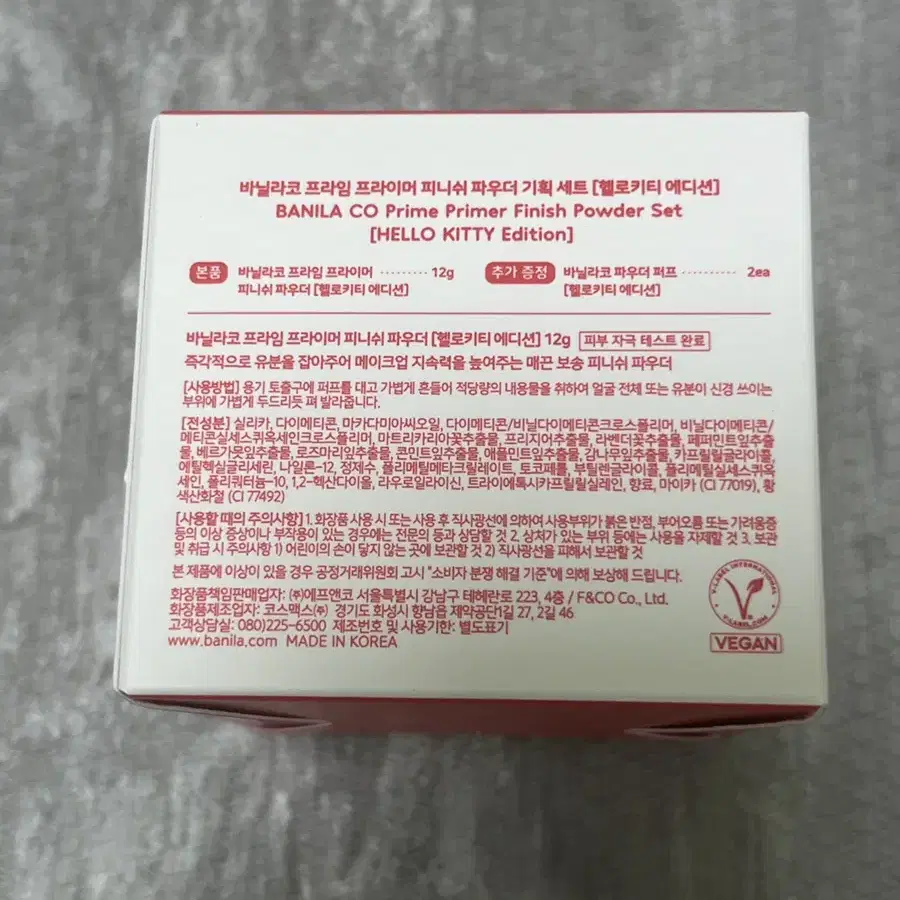 바닐라코 프라임 프라이머 피니쉬 파우더 기획 세트 [헬로키티 에디션]
BANILA CO Prime Primer Finish Powder Set
[HELLO KITTY Edition]
본품 바닐라코 프라임 프라이머 ········· 12g
피니쉬 파우더 [헬로키티 에디션]
추가 증정 바닐라코 파우더 퍼프 ·········· 2ea
[헬로키티 에디션]
바닐라코 프라임 프라이머 피니쉬 파우더 [헬로키티 에디션] 12g 피부 자극 테스트 완료
즉각적으로 유분을 잡아주어 메이크업 지속력을 높여주는 매끈 보송 피니쉬 파우더
[사용방법] 용기 토출구에 퍼프를 대고 가볍게 흔들어 적당량의 내용물을 취하여 얼굴 전체 또는 유분이 신경 쓰이는
부위에 가볍게 두드리듯 펴 발라줍니다.
[전성분] 실리카, 다이메티콘, 마카다미아씨오일, 다이메티콘/비닐다이메티콘크로스폴리머, 비닐다이메티콘/
메티콘실세스퀴옥세인크로스폴리머, 마트리카리아꽃추출물, 프리지어추출물, 라벤더꽃추출물, 페퍼민트잎추출
물, 베르가못잎추출물, 로즈마리잎추출물, 콘민트잎추출물, 애플민트잎추출물, 감나무잎추출물, 카프릴릴글라이콜,
에틸헥실글리세린, 나일론-12, 정제수, 폴리메틸메타크릴레이트, 토코페롤, 부틸렌글라이콜, 폴리메틸실세스퀴옥
세인, 폴리쿼터늄-10, 1,2-헥산다이올, 라우로일라이신, 트라이에톡시카프릴릴실레인, 향료, 마이카 (CI 77019), 황
색산화철 (CI 77492)
[사용할 때의 주의사항] 1. 화장품 사용 시 또는 사용 후 직사광선에 의하여 사용부위가 붉은 반점, 부어오름 또는 가려움증
등의 이상 증상이나 부작용이 있는 경우에는 전문의 등과 상담할 것 2. 상처가 있는 부위 등에는 사용을 자제할 것 3. 보관
및 취급 시 주의사항 1) 어린이의 손이 닿지 않는 곳에 보관할 것 2) 직사광선을 피해서 보관할 것
본 제품에 이상이 있을 경우 공정거래위원회 고시 "소비자 분쟁 해결 기준"에 의해 보상해 드립니다.
화장품책임판매업자: (주)에프앤코 서울특별시 강남구 테헤란로 223, 4층 / F&CO Co., Ltd.
화장품제조업자: 코스맥스(주) 경기도 화성시 향남읍 제약공단1길 27, 2길 46
고객상담실: 080)225-6500 제조번호 및 사용기한: 별도표기
www.banila.com MADE IN KOREA
V-LABEL INTERNATIONAL
V-LABEL.COM
VEGAN